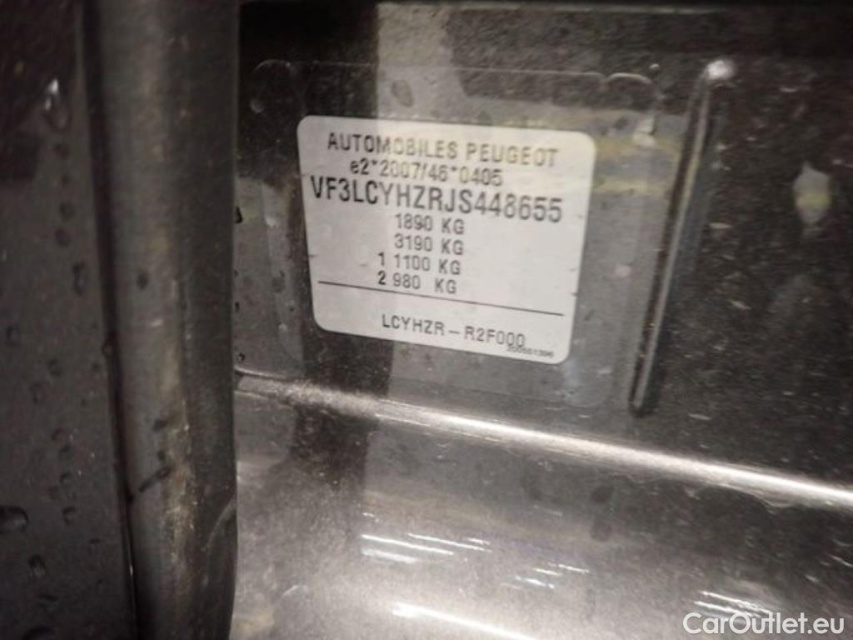 AUTOMOBILES PEUGEOT
e2*2007/46*0405
VF3LCYHZRJS448655
1890 KG
3190 KG
1 1100 KG
2 980 KG
LCYHZR-R2F000
CarOutlet.eu